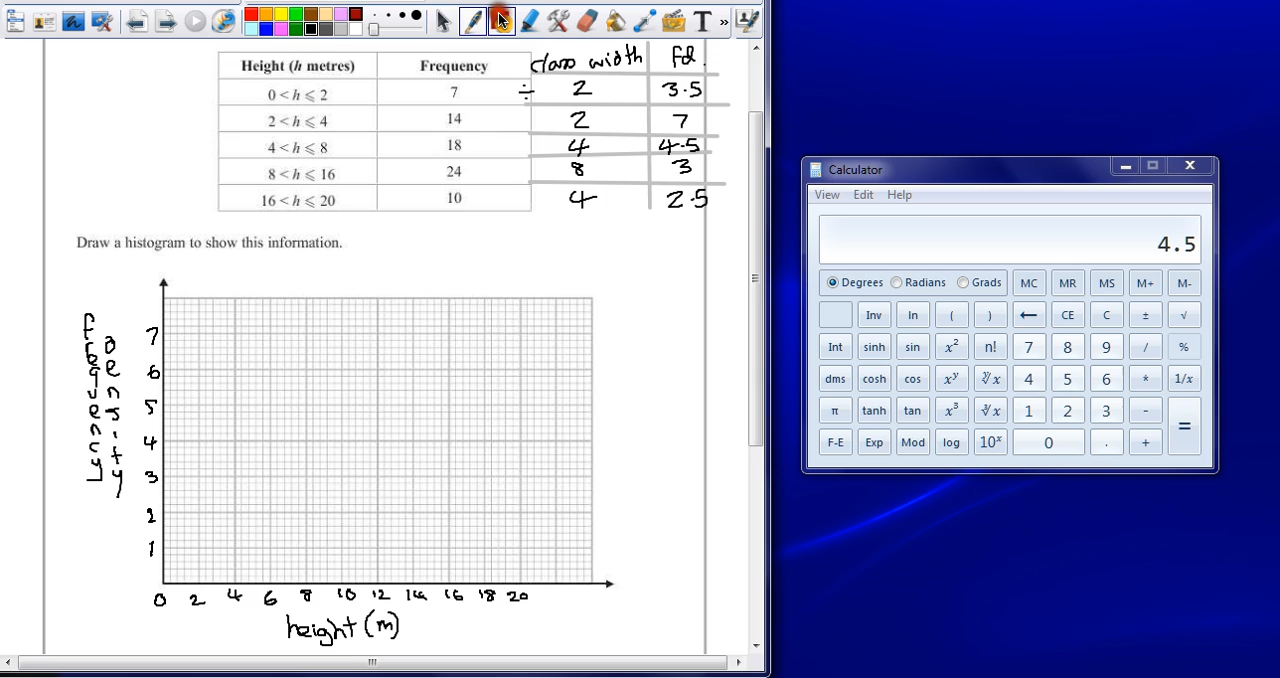 Height (h metres) Frequency class width fd.
0 < h ⩽ 2 7 ÷ 2 3.5
2 < h ⩽ 4 14 2 7
4 < h ⩽ 8 18 4 4.5
8 < h ⩽ 16 24 8 3
16 < h ⩽ 20 10 4 2.5
Draw a histogram to show this information.
frequency
density
7
6
5
4
3
2
1
0 2 4 6 8 10 12 14 16 18 20
height (m)
T »
Calculator
View Edit Help
4.5
Degrees Radians Grads MC MR MS M+ M-
Inv ln ( ) ← CE C ± √
Int sinh sin x² n! 7 8 9 / %
dms cosh cos xʸ ʸ√x 4 5 6 * 1/x
π tanh tan x³ ³√x 1 2 3 - =
F-E Exp Mod log 10ˣ 0 . +